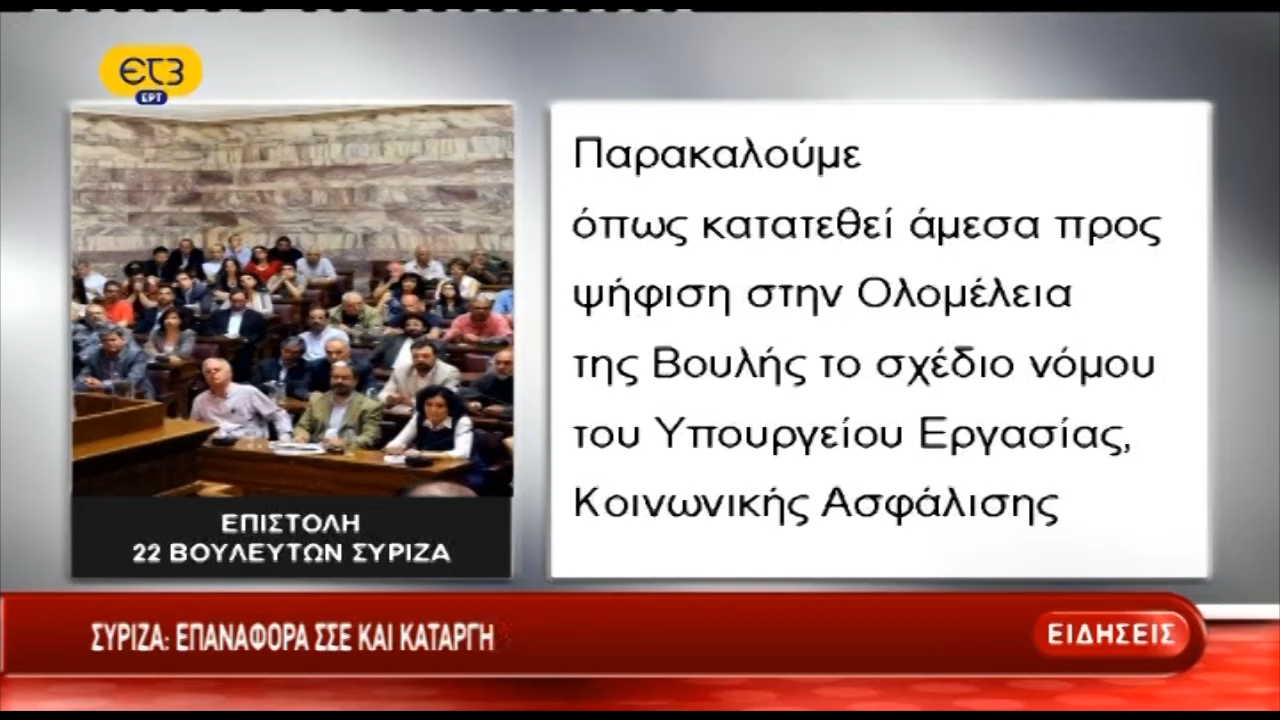 ΕΤ3
ΕΡΤ
Παρακαλούμε
όπως κατατεθεί άμεσα προς
ψήφιση στην Ολομέλεια
της Βουλής το σχέδιο νόμου
του Υπουργείου Εργασίας,
Κοινωνικής Ασφάλισης
ΕΠΙΣΤΟΛΗ
22 ΒΟΥΛΕΥΤΩΝ ΣΥΡΙΖΑ
ΣΥΡΙΖΑ: ΕΠΑΝΑΦΟΡΑ ΣΣΕ ΚΑΙ ΚΑΤΑΡΓΗ
ΕΙΔΗΣΕΙΣ